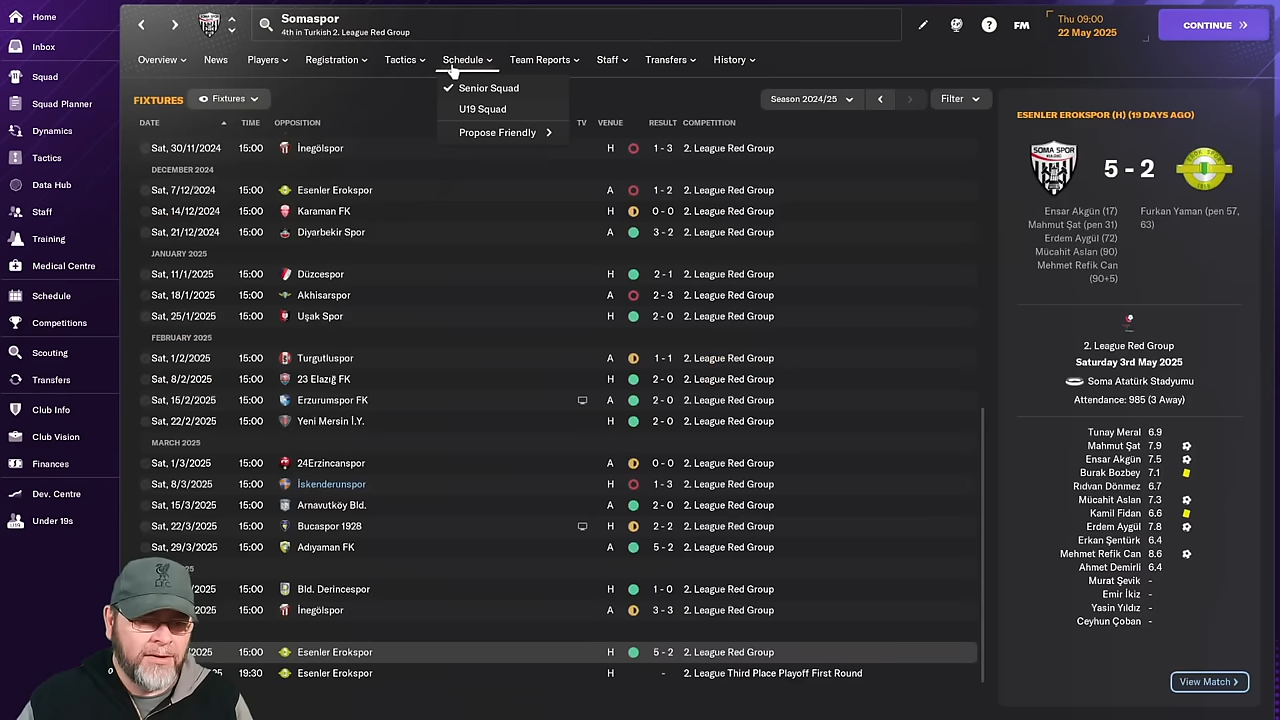 Home
Somaspor
4th in Turkish 2. League Red Group
FM
Thu 09:00
22 May 2025
CONTINUE
Inbox
Squad
Squad Planner
Dynamics
Tactics
Data Hub
Staff
Training
Medical Centre
Schedule
Competitions
Scouting
Transfers
Club Info
Club Vision
Finances
Dev. Centre
Under 19s
Overview
News
Players
Registration
Tactics
Schedule
Team Reports
Staff
Transfers
History
Senior Squad
U19 Squad
Propose Friendly
FIXTURES
Fixtures
Season 2024/25
Filter
DATE TIME OPPOSITION TV VENUE RESULT COMPETITION
Sat, 30/11/2024 15:00 İnegölspor H 1 - 3 2. League Red Group
DECEMBER 2024
Sat, 7/12/2024 15:00 Esenler Erokspor A 1 - 2 2. League Red Group
Sat, 14/12/2024 15:00 Karaman FK H 0 - 0 2. League Red Group
Sat, 21/12/2024 15:00 Diyarbekir Spor A 3 - 2 2. League Red Group
JANUARY 2025
Sat, 11/1/2025 15:00 Düzcespor H 2 - 1 2. League Red Group
Sat, 18/1/2025 15:00 Akhisarspor A 2 - 3 2. League Red Group
Sat, 25/1/2025 15:00 Uşak Spor H 2 - 0 2. League Red Group
FEBRUARY 2025
Sat, 1/2/2025 15:00 Turgutluspor A 1 - 1 2. League Red Group
Sat, 8/2/2025 15:00 23 Elazığ FK H 2 - 0 2. League Red Group
Sat, 15/2/2025 15:00 Erzurumspor FK A 2 - 0 2. League Red Group
Sat, 22/2/2025 15:00 Yeni Mersin İ.Y. H 2 - 0 2. League Red Group
MARCH 2025
Sat, 1/3/2025 15:00 24Erzincanspor A 0 - 0 2. League Red Group
Sat, 8/3/2025 15:00 İskenderunspor H 1 - 3 2. League Red Group
Sat, 15/3/2025 15:00 Arnavutköy Bld. A 2 - 0 2. League Red Group
Sat, 22/3/2025 15:00 Bucaspor 1928 H 2 - 2 2. League Red Group
Sat, 29/3/2025 15:00 Adıyaman FK A 5 - 2 2. League Red Group
15:00 Bld. Derincespor H 1 - 0 2. League Red Group
15:00 İnegölspor A 3 - 3 2. League Red Group
15:00 Esenler Erokspor H 5 - 2 2. League Red Group
19:30 Esenler Erokspor H - 2. League Third Place Playoff First Round
ESENLER EROKSPOR (H) (19 DAYS AGO)
5 - 2
Ensar Akgün (17)
Mahmut Şat (pen 31)
Erdem Aygül (72)
Mücahit Aslan (90)
Mehmet Refik Can
(90+5)
Furkan Yaman (pen 57,
63)
2. League Red Group
Saturday 3rd May 2025
Soma Atatürk Stadyumu
Attendance: 985 (3 Away)
Tunay Meral 6.9
Mahmut Şat 7.9
Ensar Akgün 7.5
Burak Bozbey 7.1
Rıdvan Dönmez 6.7
Mücahit Aslan 7.3
Kamil Fidan 6.6
Erdem Aygül 7.8
Erkan Şentürk 6.4
Mehmet Refik Can 8.6
Ahmet Demirli 6.4
Murat Şevik -
Emir İkiz -
Yasin Yıldız -
Ceyhun Çoban -
View Match